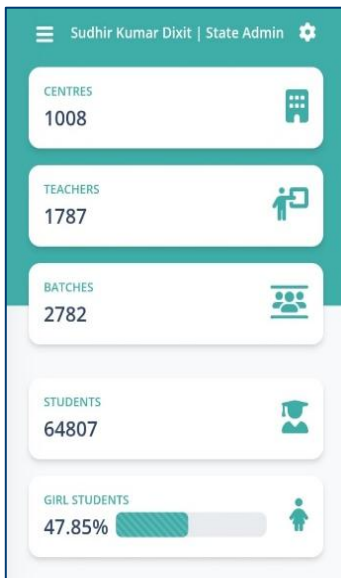 Sudhir Kumar Dixit | State Admin
CENTRES
1008
TEACHERS
1787
BATCHES
2782
STUDENTS
64807
GIRL STUDENTS
47.85%